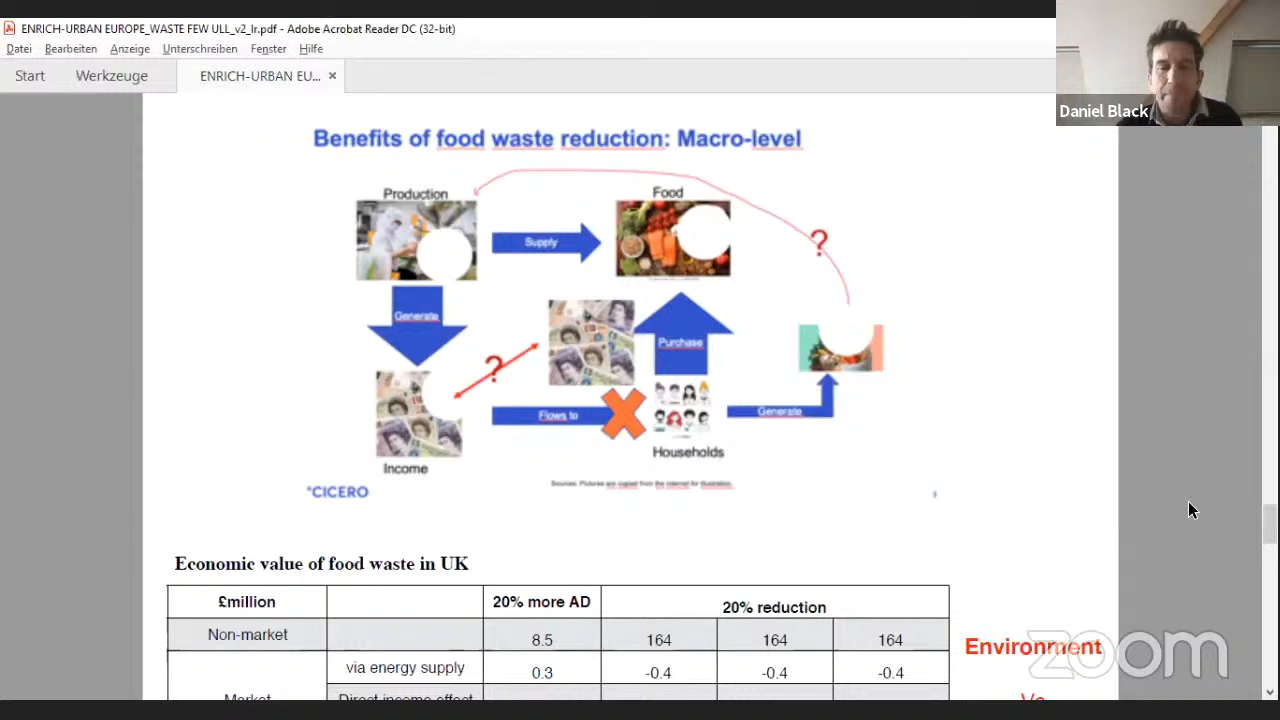 ENRICH-URBAN EUROPE_WASTE FEW ULL_v2_lr.pdf - Adobe Acrobat Reader DC (32-bit)
Datei Bearbeiten Anzeige Unterschreiben Fenster Hilfe
Start Werkzeuge ENRICH-URBAN EU... ×
Daniel Black
Benefits of food waste reduction: Macro-level
Production Food
Supply ?
Generate Purchase
?
Flows to Generate
Households
Income
*CICERO
Sources: Pictures are copied from the internet for illustration.
Economic value of food waste in UK
£million 20% more AD 20% reduction
Non-market 8.5 164 164 164
Environment
zoom
via energy supply 0.3 -0.4 -0.4 -0.4
Market Direct income effect
Vs